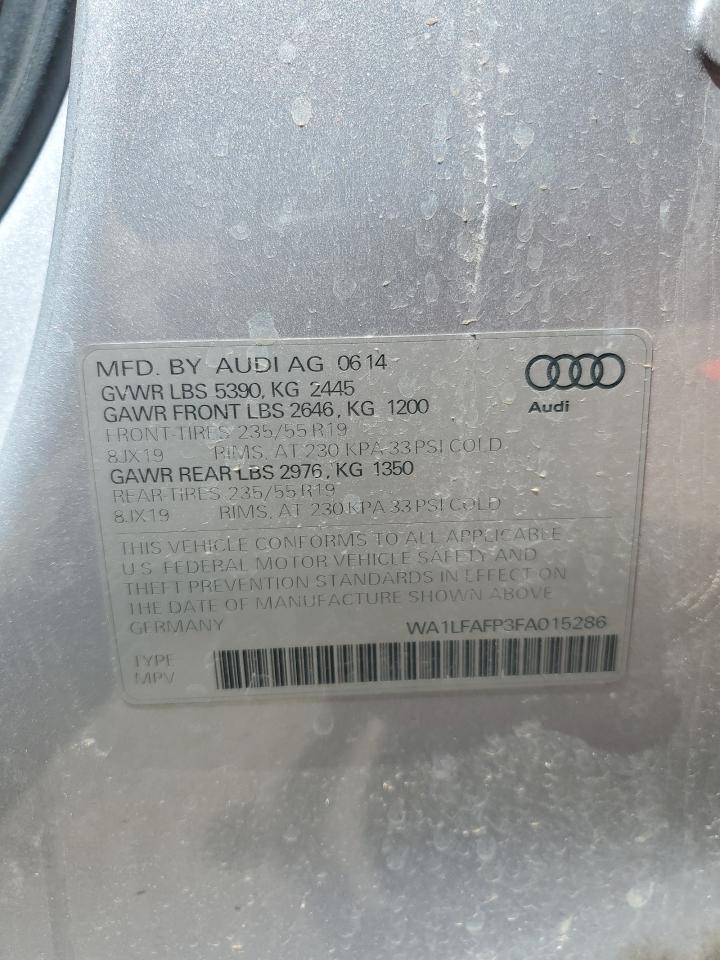 MFD. BY AUDI AG 06 14
GVWR LBS 5390, KG 2445
GAWR FRONT LBS 2646, KG 1200
FRONT-TIRES 235/55 R19
8JX19 RIMS, AT 230 KPA 33 PSI COLD
GAWR REAR LBS 2976, KG 1350
REAR-TIRES 235/55 R19
8JX19 RIMS, AT 230 KPA 33 PSI COLD
Audi
THIS VEHICLE CONFORMS TO ALL APPLICABLE
U.S. FEDERAL MOTOR VEHICLE SAFETY AND
THEFT PREVENTION STANDARDS IN EFFECT ON
THE DATE OF MANUFACTURE SHOWN ABOVE
GERMANY WA1LFAFP3FA015286
TYPE
MPV